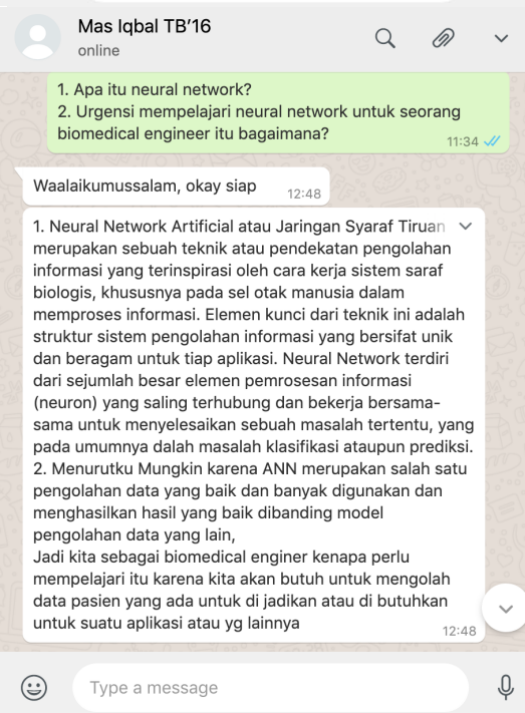 Mas Iqbal TB'16
online
1. Apa itu neural network?
2. Urgensi mempelajari neural network untuk seorang
biomedical engineer itu bagaimana?
11:34
Waalaikumussalam, okay siap
12:48
1. Neural Network Artificial atau Jaringan Syaraf Tiruan
merupakan sebuah teknik atau pendekatan pengolahan
informasi yang terinspirasi oleh cara kerja sistem saraf
biologis, khususnya pada sel otak manusia dalam
memproses informasi. Elemen kunci dari teknik ini adalah
struktur sistem pengolahan informasi yang bersifat unik
dan beragam untuk tiap aplikasi. Neural Network terdiri
dari sejumlah besar elemen pemrosesan informasi
(neuron) yang saling terhubung dan bekerja bersama-
sama untuk menyelesaikan sebuah masalah tertentu, yang
pada umumnya dalah masalah klasifikasi ataupun prediksi.
2. Menurutku Mungkin karena ANN merupakan salah satu
pengolahan data yang baik dan banyak digunakan dan
menghasilkan hasil yang baik dibanding model
pengolahan data yang lain,
Jadi kita sebagai biomedical enginer kenapa perlu
mempelajari itu karena kita akan butuh untuk mengolah
data pasien yang ada untuk di jadikan atau di butuhkan
untuk suatu aplikasi atau yg lainnya
12:48
Type a message